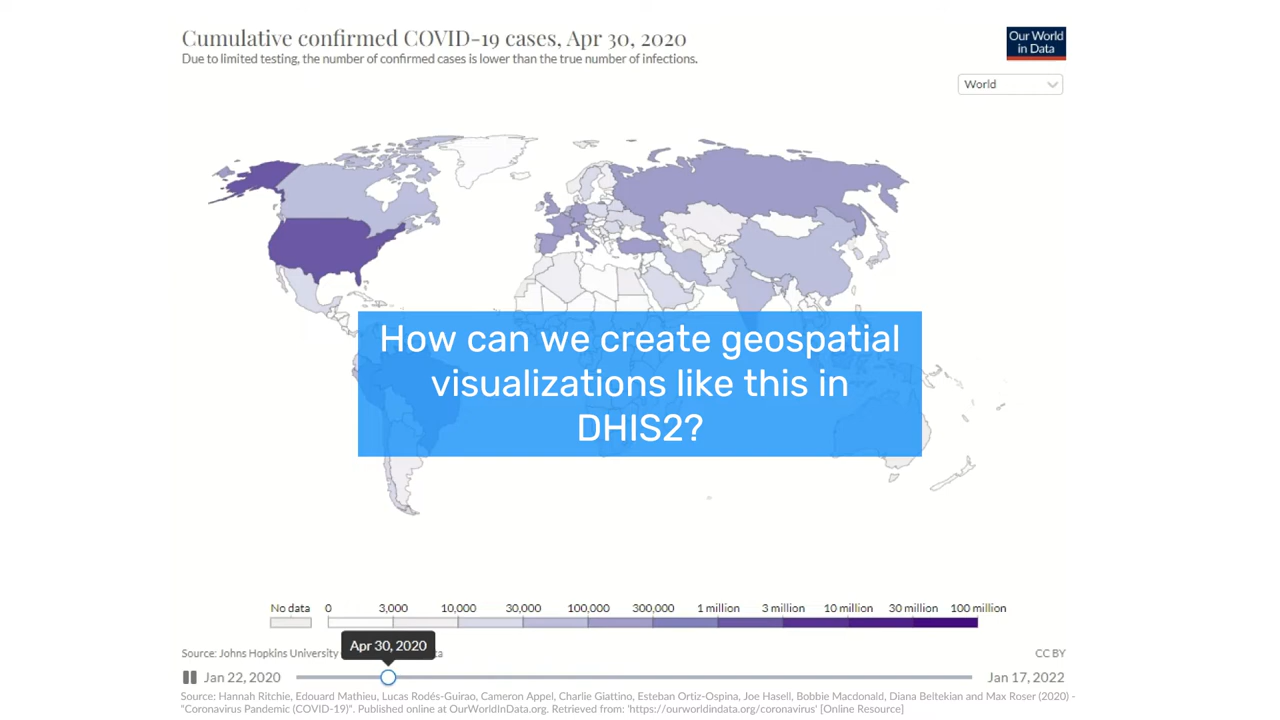 Cumulative confirmed COVID-19 cases, Apr 30, 2020
Due to limited testing, the number of confirmed cases is lower than the true number of infections.
Our World
in Data
World
How can we create geospatial
visualizations like this in
DHIS2?
No data 0 3,000 10,000 30,000 100,000 300,000 1 million 3 million 10 million 30 million 100 million
Apr 30, 2020
Source: Johns Hopkins University
CC BY
Jan 22, 2020
Jan 17, 2022
Source: Hannah Ritchie, Edouard Mathieu, Lucas Rodés-Guirao, Cameron Appel, Charlie Giattino, Esteban Ortiz-Ospina, Joe Hasell, Bobbie Macdonald, Diana Beltekian and Max Roser (2020) -
"Coronavirus Pandemic (COVID-19)". Published online at OurWorldInData.org. Retrieved from: 'https://ourworldindata.org/coronavirus' [Online Resource]